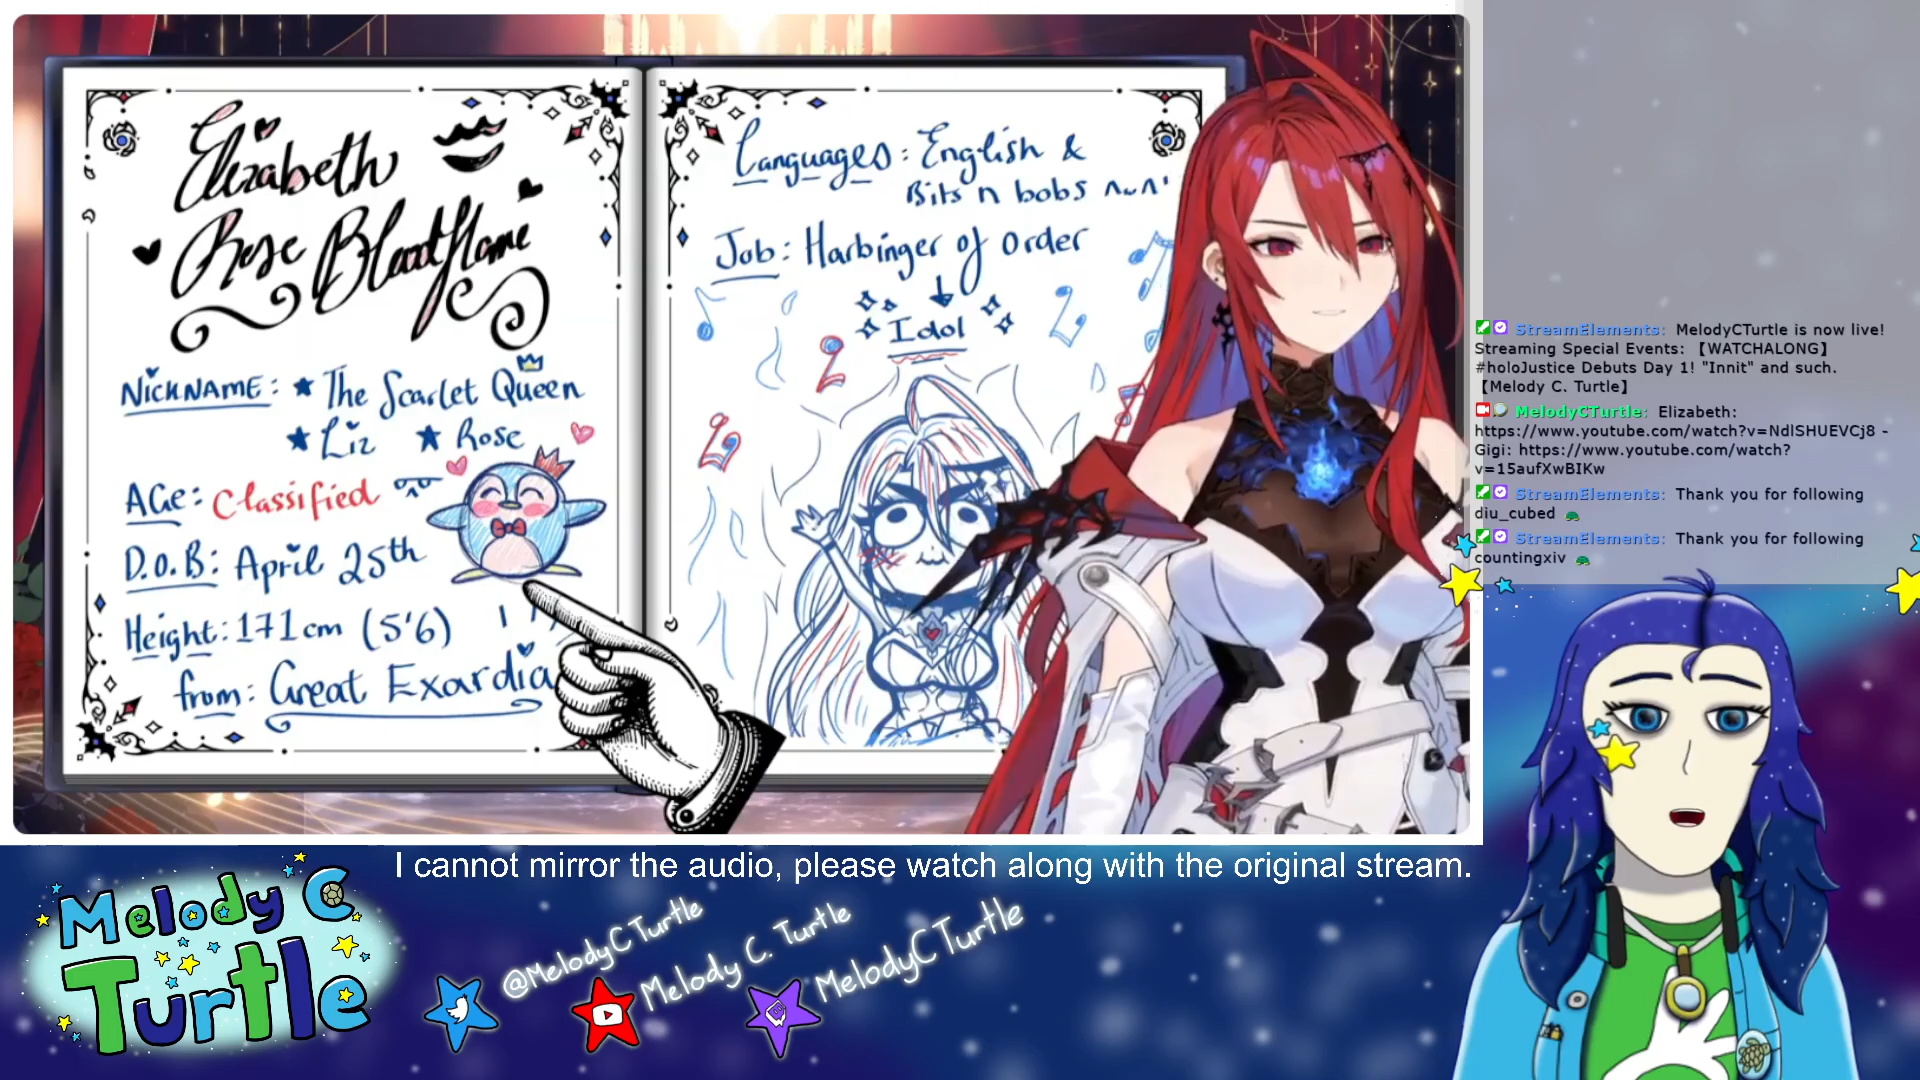 Elizabeth
Rose Bloodflame
NICKNAME: ★ The Scarlet Queen
★ Liz ★ Rose
AGe: Classified
D.o.B: April 25th
Height: 171cm (5'6)
from: Great Exardia
Languages: English &
Bits n bobs
Job: Harbinger of order
Idol
StreamElements: MelodyCTurtle is now live!
Streaming Special Events: 【WATCHALONG】
#holoJustice Debuts Day 1! "Innit" and such.
【Melody C. Turtle】
MelodyCTurtle: Elizabeth:
https://www.youtube.com/watch?v=NdlSHUEVCj8 -
Gigi: https://www.youtube.com/watch?
v=15aufXwBIKw
StreamElements: Thank you for following
diu_cubed
StreamElements: Thank you for following
countingxiv
I cannot mirror the audio, please watch along with the original stream.
Melody C
Turtle
@MelodyCTurtle
Melody C. Turtle
MelodyCTurtle